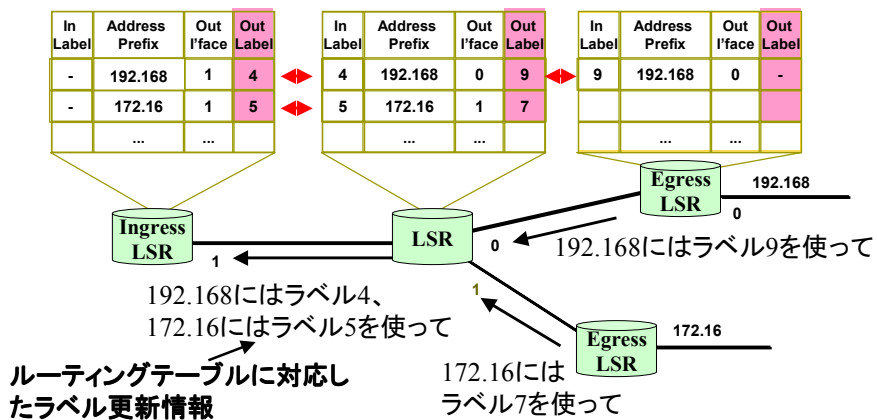 In Label Address Prefix Out I'face Out Label
- 192.168 1 4
- 172.16 1 5
... ...
In Label Address Prefix Out I'face Out Label
4 192.168 0 9
5 172.16 1 7
... ...
In Label Address Prefix Out I'face Out Label
9 192.168 0 -
... ...
Ingress
LSR
1
LSR
0
1
Egress
LSR
192.168
0
192.168にはラベル9を使って
192.168にはラベル4、
172.16にはラベル5を使って
Egress
LSR
172.16
172.16には
ラベル7を使って
ルーティングテーブルに対応し
たラベル更新情報